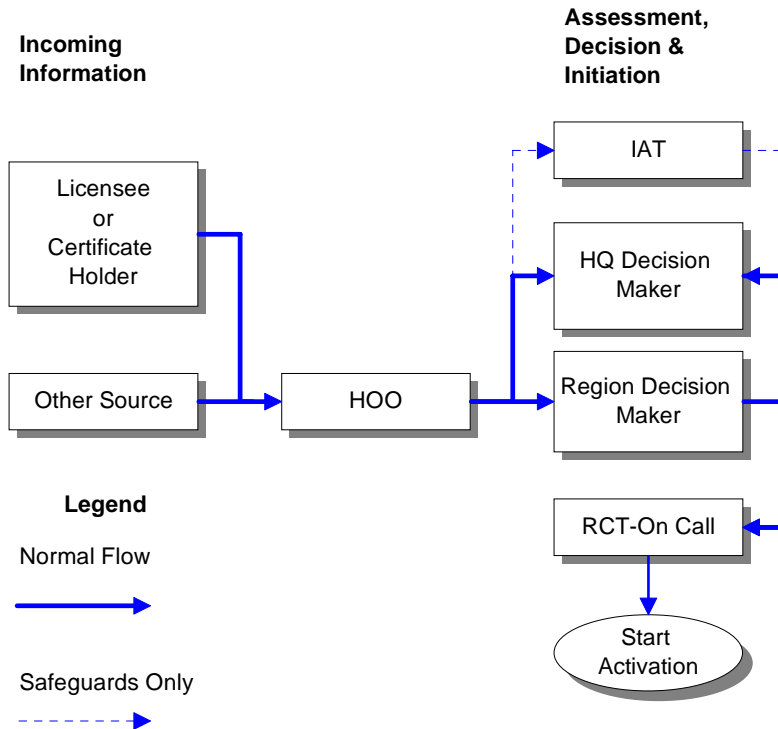 Incoming
Information
Assessment,
Decision &
Initiation
Licensee
or
Certificate
Holder
Other Source
HOO
IAT
HQ Decision
Maker
Region Decision
Maker
RCT-On Call
Start
Activation
Legend
Normal Flow
Safeguards Only